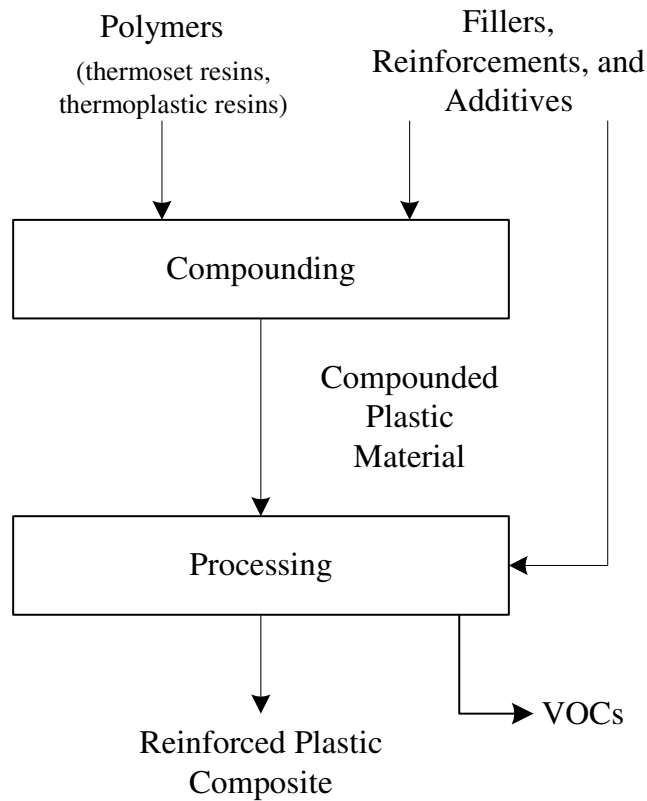 Polymers
(thermoset resins,
thermoplastic resins)
Fillers,
Reinforcements, and
Additives
Compounding
Compounded
Plastic
Material
Processing
VOCs
Reinforced Plastic
Composite